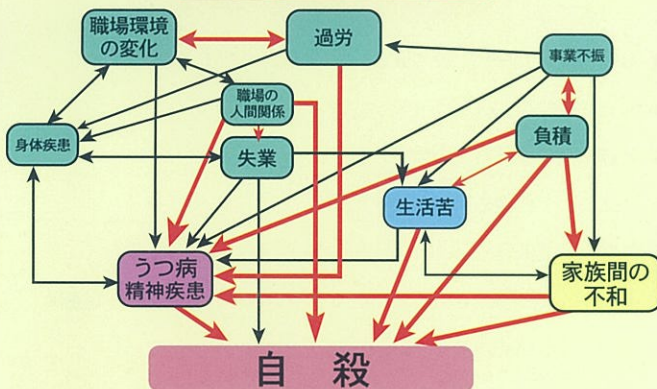 職場環境
の変化
過労
事業不振
職場の
人間関係
身体疾患
失業
負積
生活苦
うつ病
精神疾患
家族間の
不和
自殺